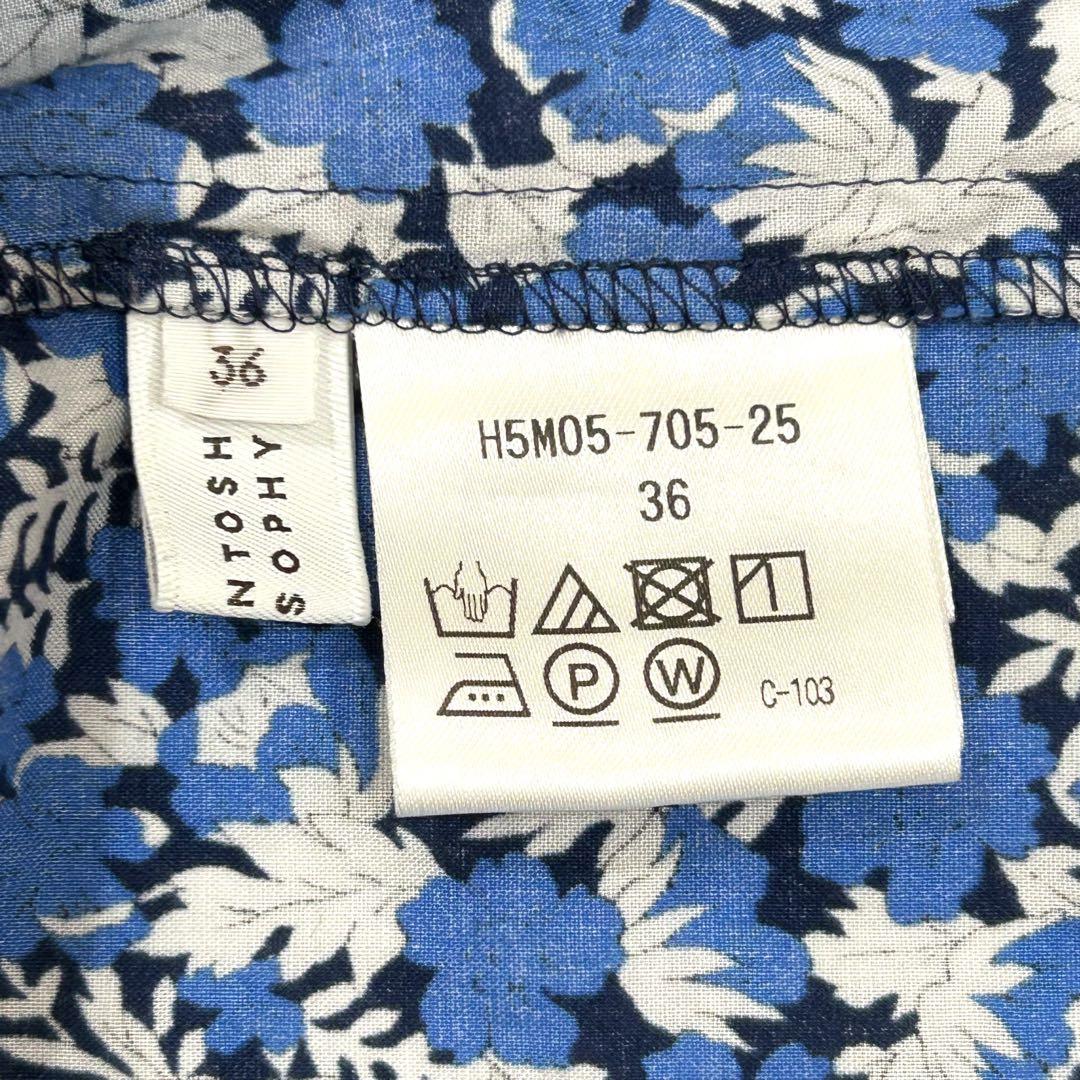 36
NTOSH
SOPHY
H5M05-705-25
36
P
W
C-103